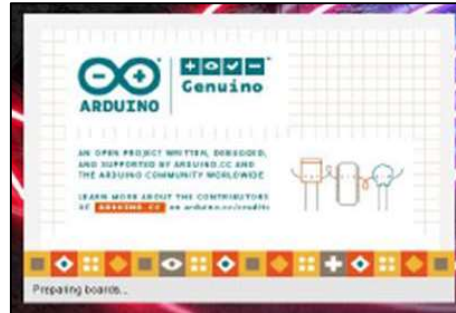 ARDUINO
Genuino
AN OPEN PROJECT WRITTEN, DEBUGGED,
AND SUPPORTED BY ARDUINO.CC AND
THE ARDUINO COMMUNITY WORLDWIDE
LEARN MORE ABOUT THE CONTRIBUTORS
OF ARDUINO.CC on arduino.cc/credits
Preparing boards...